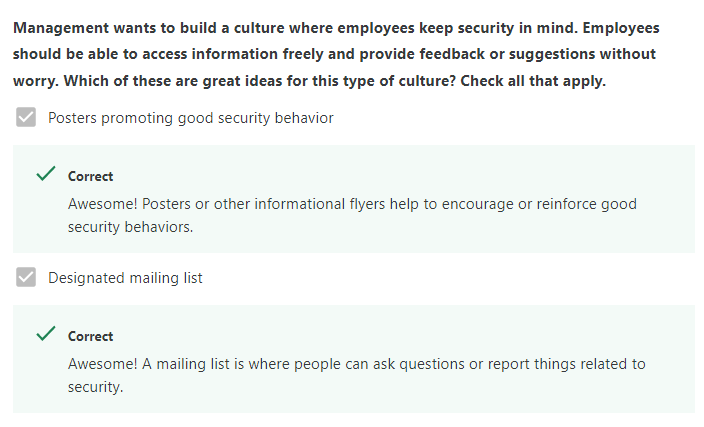 Management wants to build a culture where employees keep security in mind. Employees
should be able to access information freely and provide feedback or suggestions without
worry. Which of these are great ideas for this type of culture? Check all that apply.
Posters promoting good security behavior
Correct
Awesome! Posters or other informational flyers help to encourage or reinforce good
security behaviors.
Designated mailing list
Correct
Awesome! A mailing list is where people can ask questions or report things related to
security.